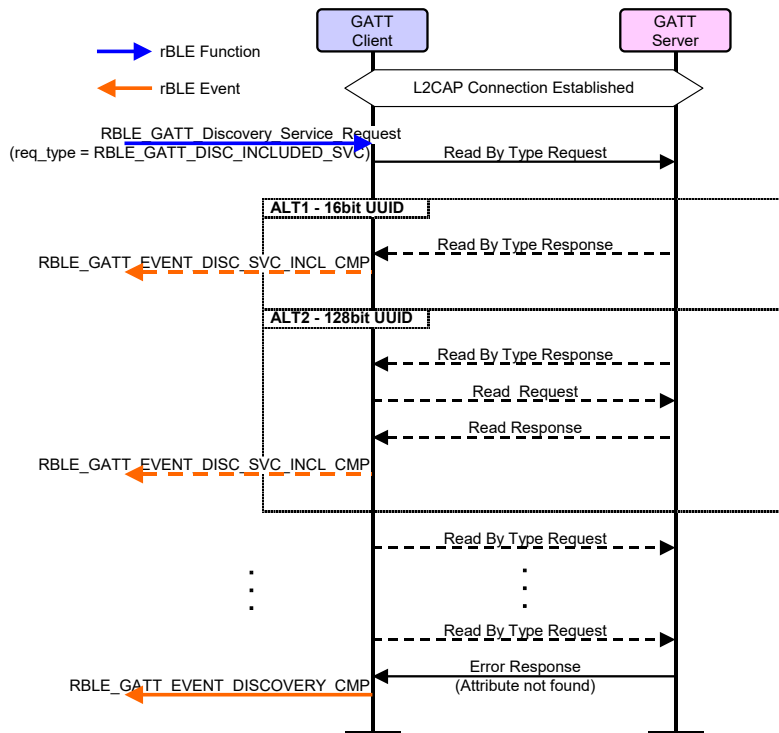 GATT
Client
GATT
Server
rBLE Function
rBLE Event
L2CAP Connection Established
RBLE_GATT_Discovery_Service_Request
(req_type = RBLE_GATT_DISC_INCLUDED_SVC)
Read By Type Request
ALT1 - 16bit UUID
Read By Type Response
RBLE_GATT_EVENT_DISC_SVC_INCL_CMP
ALT2 - 128bit UUID
Read By Type Response
Read Request
Read Response
RBLE_GATT_EVENT_DISC_SVC_INCL_CMP
Read By Type Request
Read By Type Request
Error Response
(Attribute not found)
RBLE_GATT_EVENT_DISCOVERY_CMP